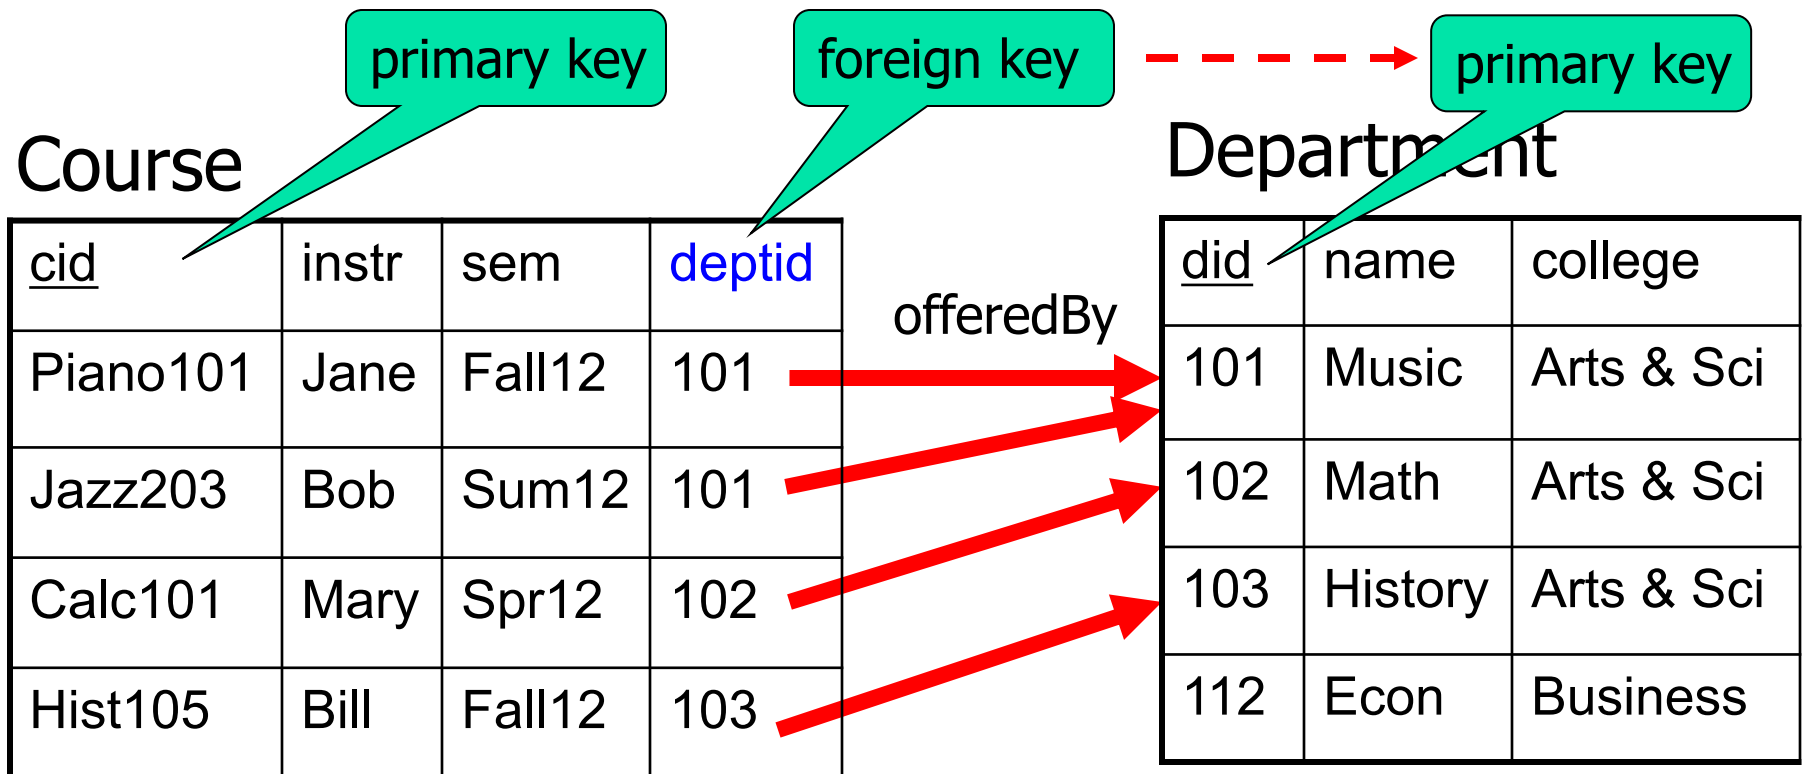 primary key
foreign key
primary key
Course
Department
cid instr sem deptid
Piano101 Jane Fall12 101
Jazz203 Bob Sum12 101
Calc101 Mary Spr12 102
Hist105 Bill Fall12 103
offeredBy
did name college
101 Music Arts & Sci
102 Math Arts & Sci
103 History Arts & Sci
112 Econ Business